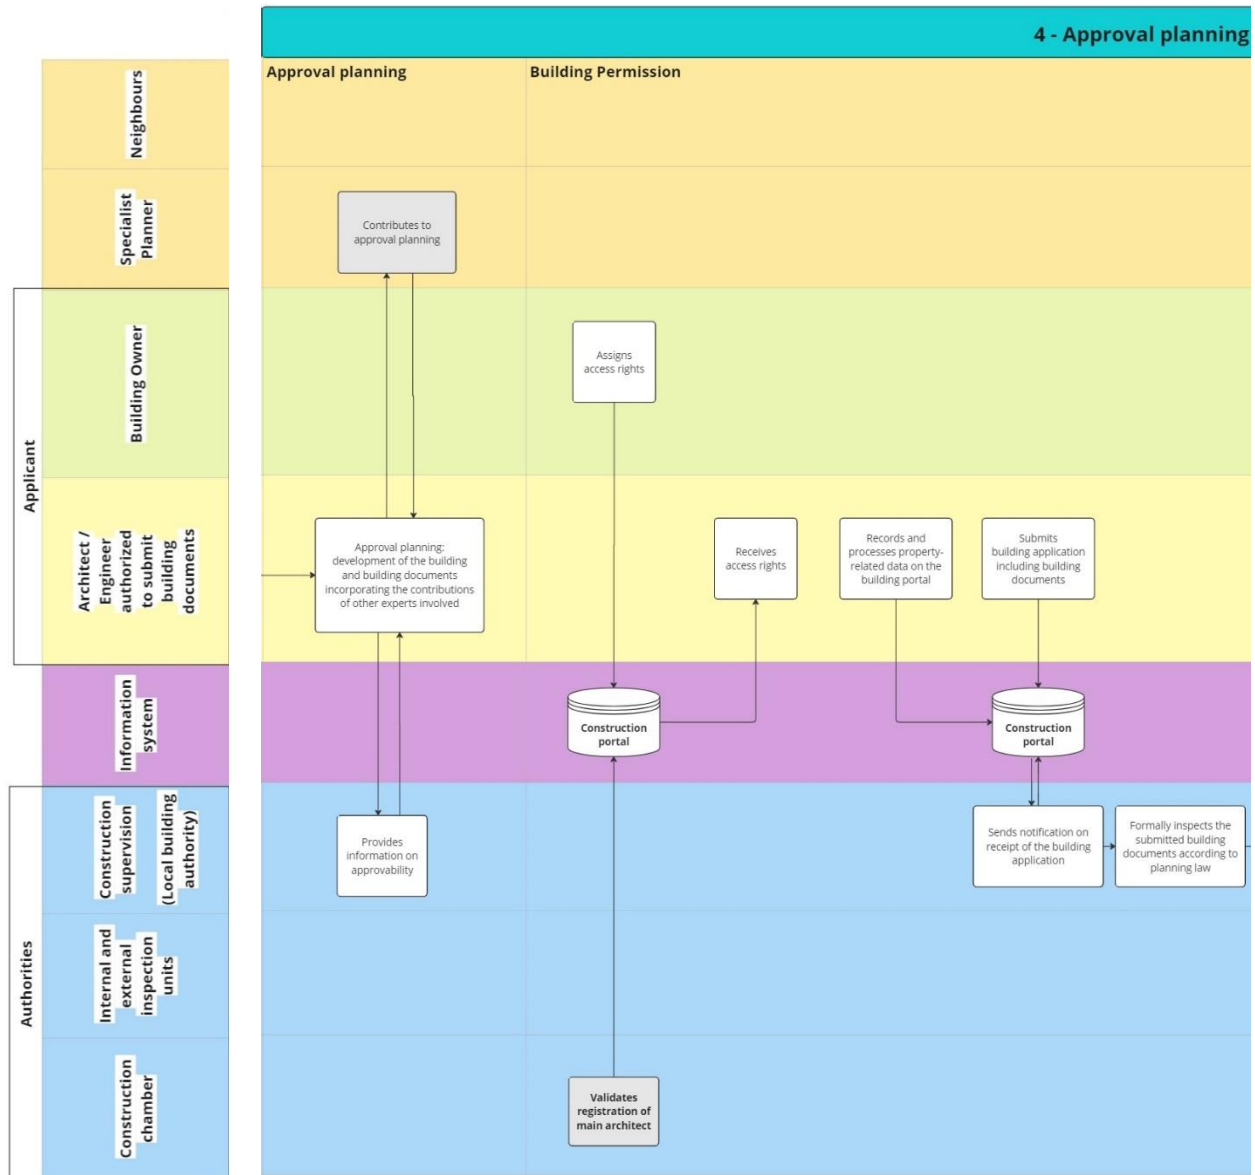 4 - Approval planning
Approval planning
Building Permission
Neighbours
Specialist
Planner
Contributes to
approval planning
Applicant
Building Owner
Assigns
access rights
Architect /
Engineer
authorized
to submit
building
documents
Approval planning:
development of the building
and building documents
incorporating the contributions
of other experts involved
Receives
access rights
Records and
processes property-
related data on the
building portal
Submits
building application
including building
documents
Information
system
Construction
portal
Construction
portal
Authorities
Construction
supervision
(Local building
authority)
Provides
information on
approvability
Sends notification on
receipt of the building
application
Formally inspects the
submitted building
documents according to
planning law
Internal and
external
inspection
units
Construction
chamber
Validates
registration of
main architect